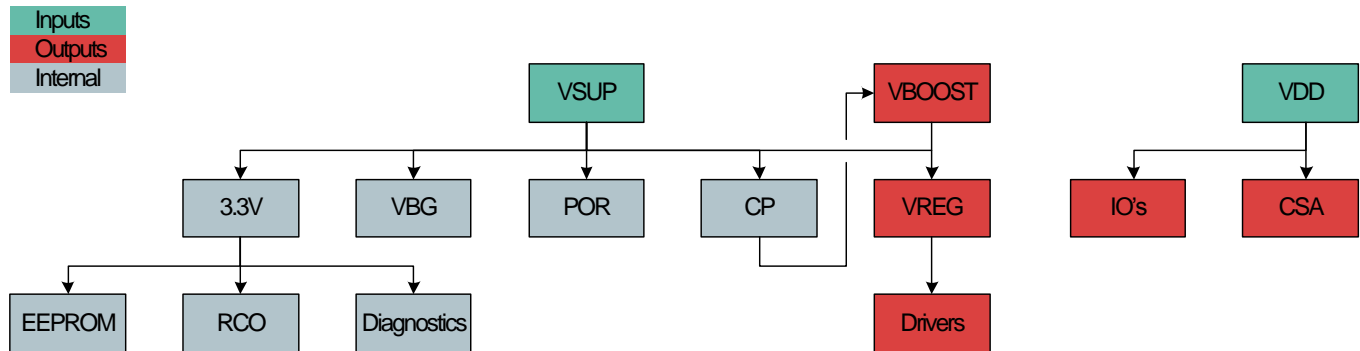 Inputs
Outputs
Internal
VSUP
VBOOST
VDD
3.3V
VBG
POR
CP
VREG
IO's
CSA
EEPROM
RCO
Diagnostics
Drivers